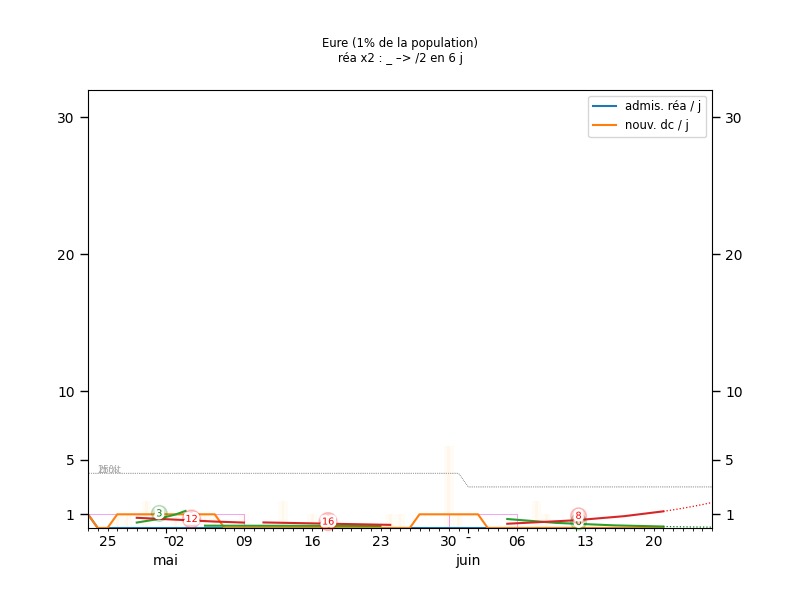 Eure (1% de la population)
réa x2 : _ –> /2 en 6 j
admis. réa / j
nouv. dc / j
30 30
20 20
10 10
5 5
1 1
3
12
16
8
25 02 09 16 23 30 06 13 20
mai juin